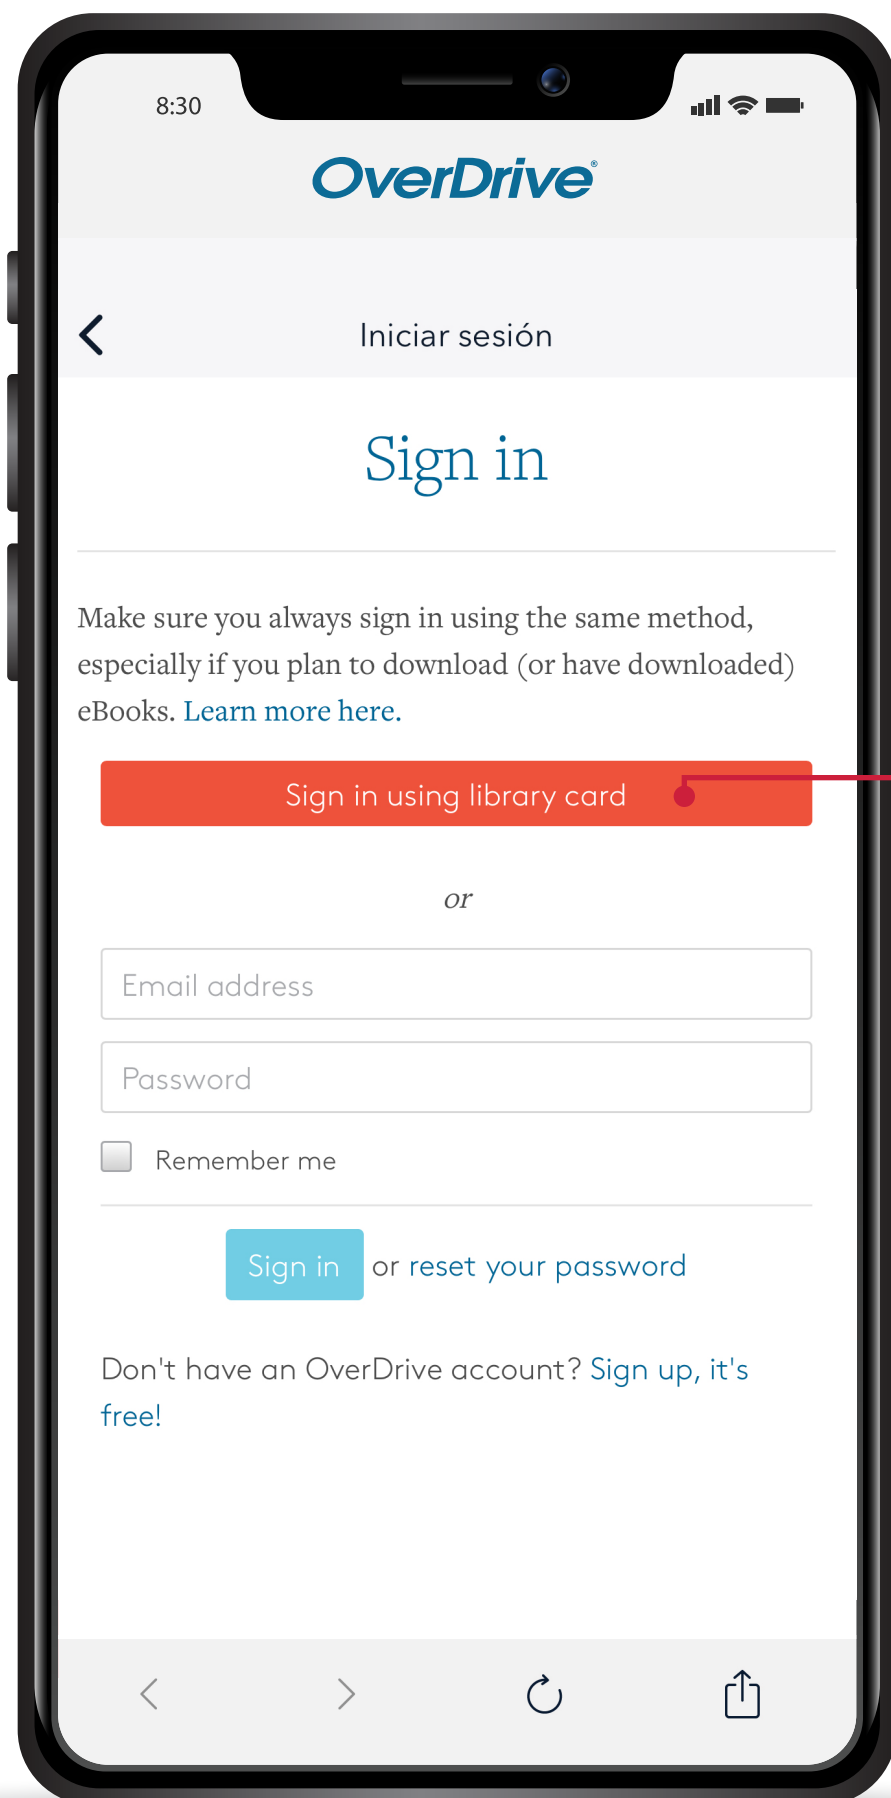 8:30
OverDrive®
Iniciar sesión
Sign in
Make sure you always sign in using the same method,
especially if you plan to download (or have downloaded)
eBooks. Learn more here.
Sign in using library card
or
Email address
Password
Remember me
Sign in or reset your password
Don't have an OverDrive account? Sign up, it's
free!